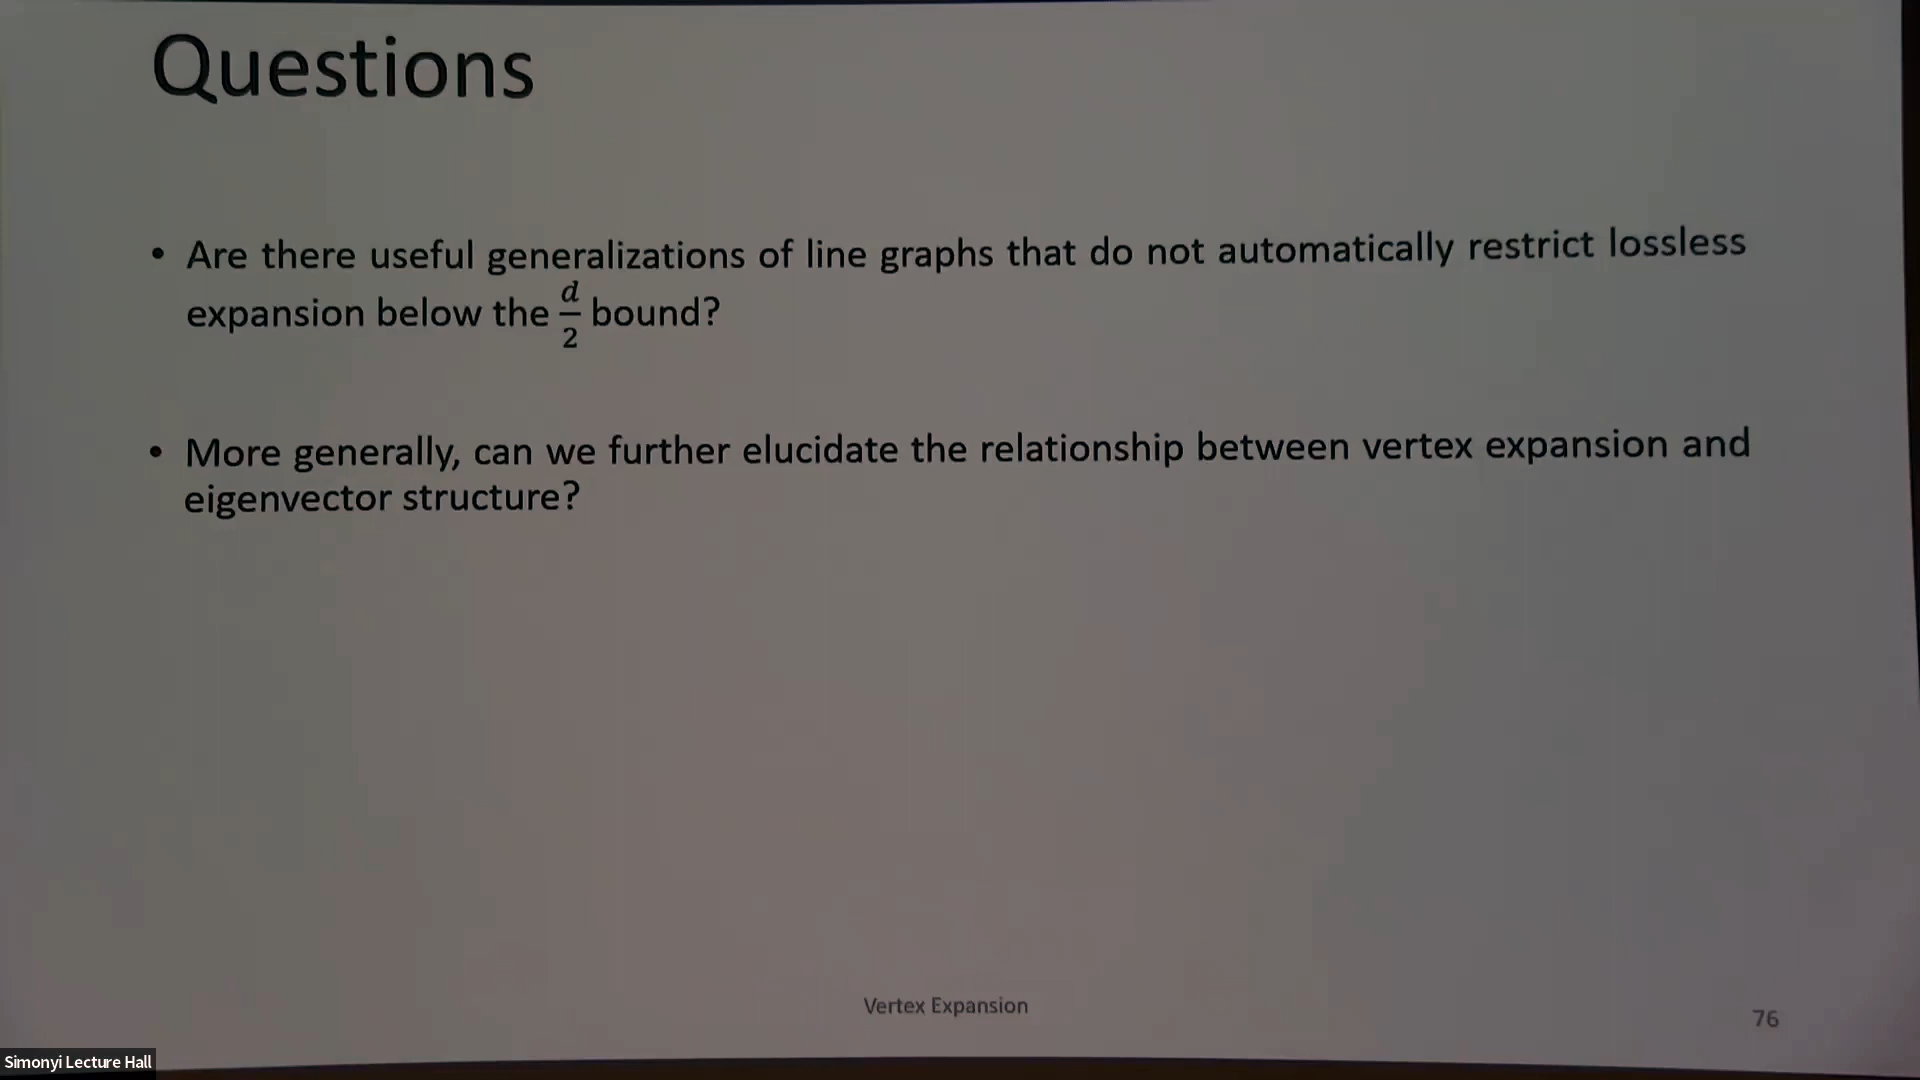 Questions
• Are there useful generalizations of line graphs that do not automatically restrict lossless
expansion below the d/2 bound?
• More generally, can we further elucidate the relationship between vertex expansion and
eigenvector structure?
Vertex Expansion
76
Simonyi Lecture Hall